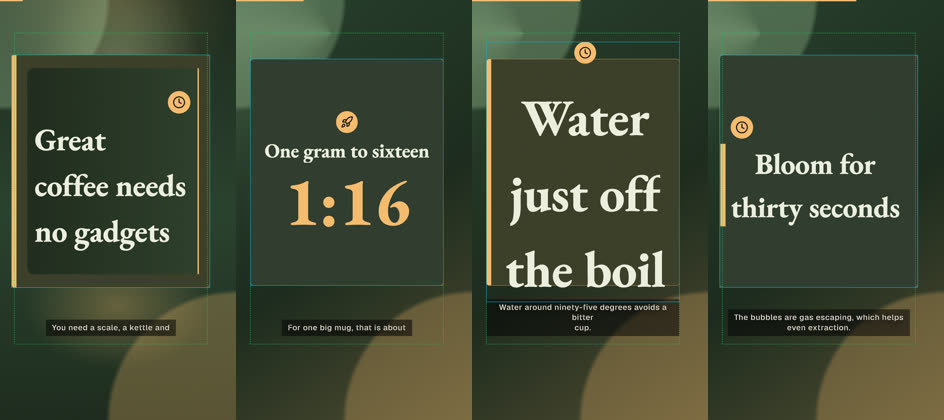 Great
coffee needs
no gadgets
You need a scale, a kettle and
One gram to sixteen
1:16
For one big mug, that is about
Water
just off
the boil
Water around ninety-five degrees avoids a
bitter
cup.
Bloom for
thirty seconds
The bubbles are gas escaping, which helps
even extraction.